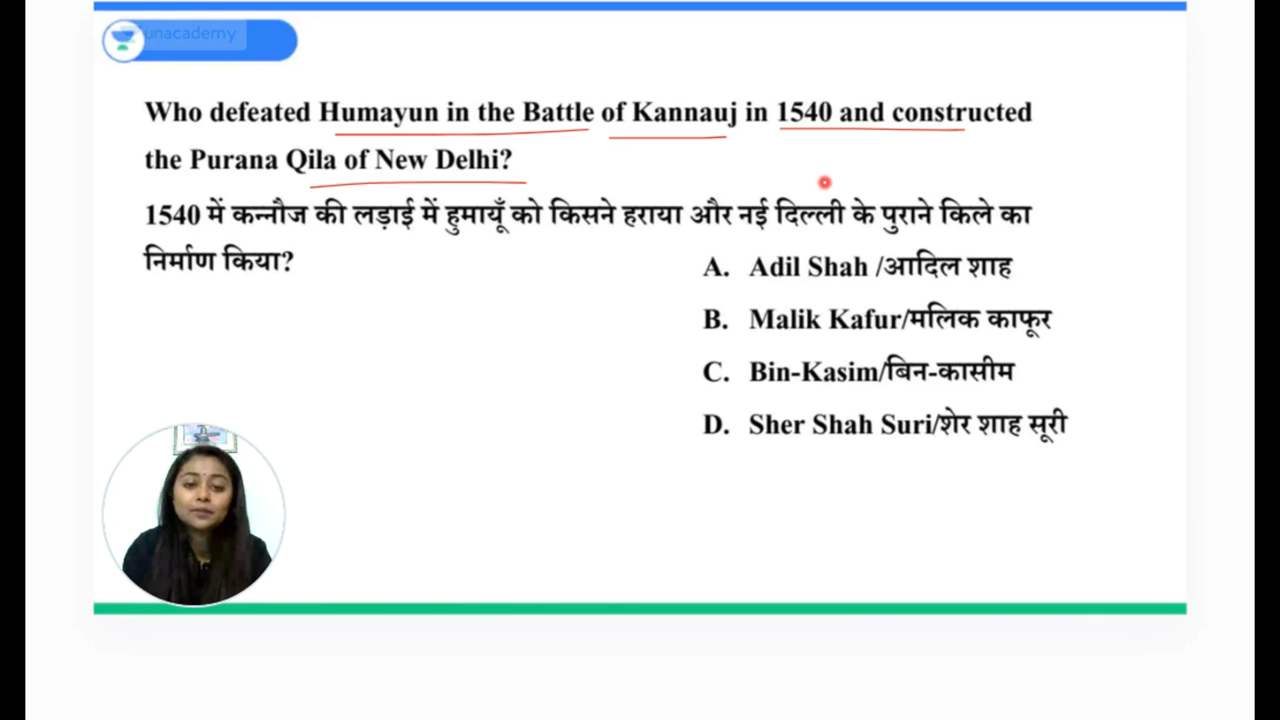 unacademy
Who defeated Humayun in the Battle of Kannauj in 1540 and constructed
the Purana Qila of New Delhi?
1540 में कन्नौज की लड़ाई में हुमायूँ को किसने हराया और नई दिल्ली के पुराने किले का
निर्माण किया?
A. Adil Shah /आदिल शाह
B. Malik Kafur/मलिक काफूर
C. Bin-Kasim/बिन-कासीम
D. Sher Shah Suri/शेर शाह सूरी